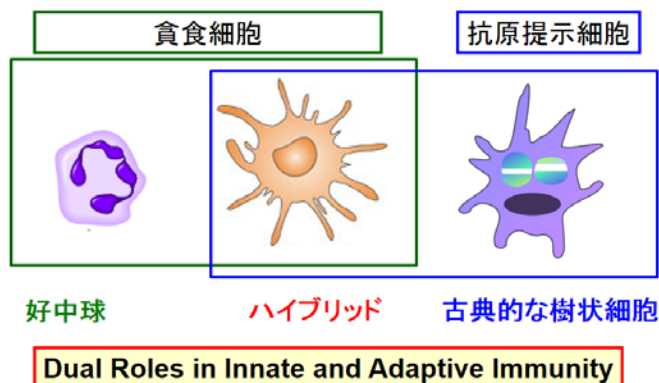 貪食細胞
抗原提示細胞
好中球
ハイブリッド
古典的な樹状細胞
Dual Roles in Innate and Adaptive Immunity